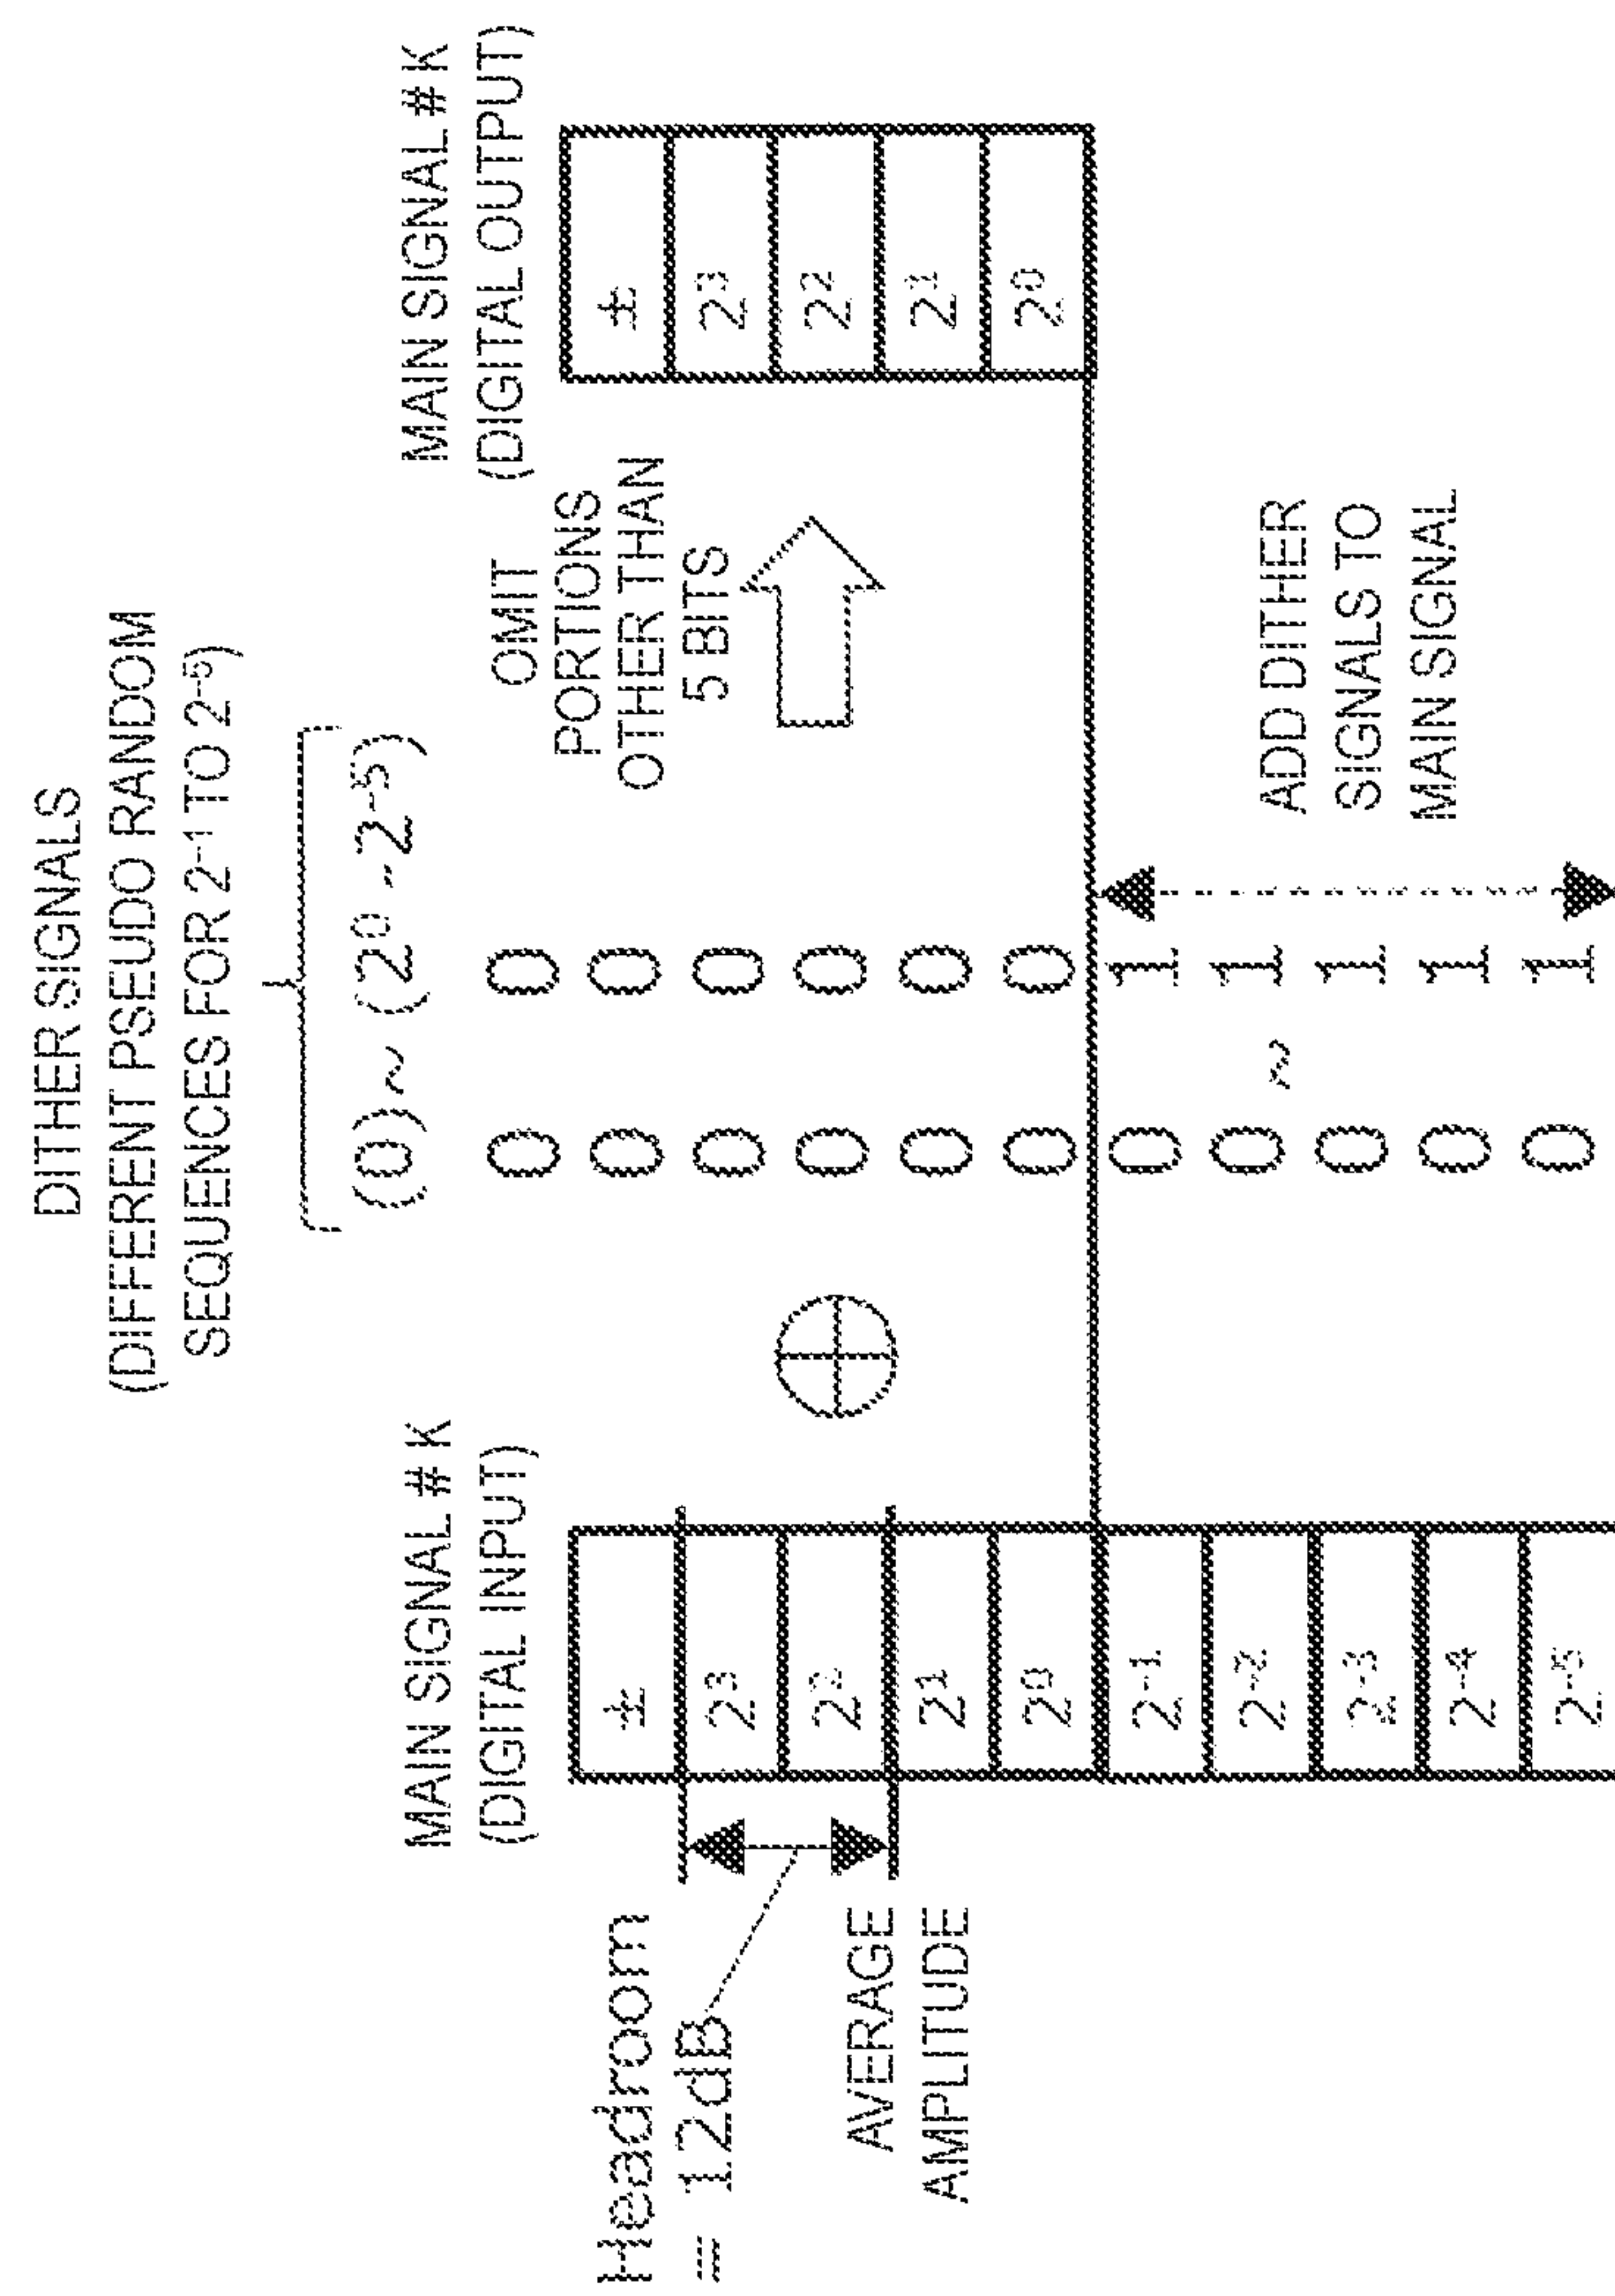 DITHER SIGNALS
(DIFFERENT PSEUDO RANDOM
SEQUENCES FOR 2⁻¹ TO 2⁻⁵)
(0) ~ (2⁰ ~2⁻⁵)
MAIN SIGNAL # K
(DIGITAL INPUT)
±
2³
2²
2¹
2⁰
2⁻¹
2⁻²
2⁻³
2⁻⁴
2⁻⁵
Headroom
= 12dB
AVERAGE
AMPLITUDE
0 0
0 0
0 0
0 0
0 0
0 0
0 1
0 ~ 1
0 1
0 1
0 1
OMIT
PORTIONS
OTHER THAN
5 BITS
ADD DITHER
SIGNALS TO
MAIN SIGNAL
MAIN SIGNAL # K
(DIGITAL OUTPUT)
±
2³
2²
2¹
2⁰